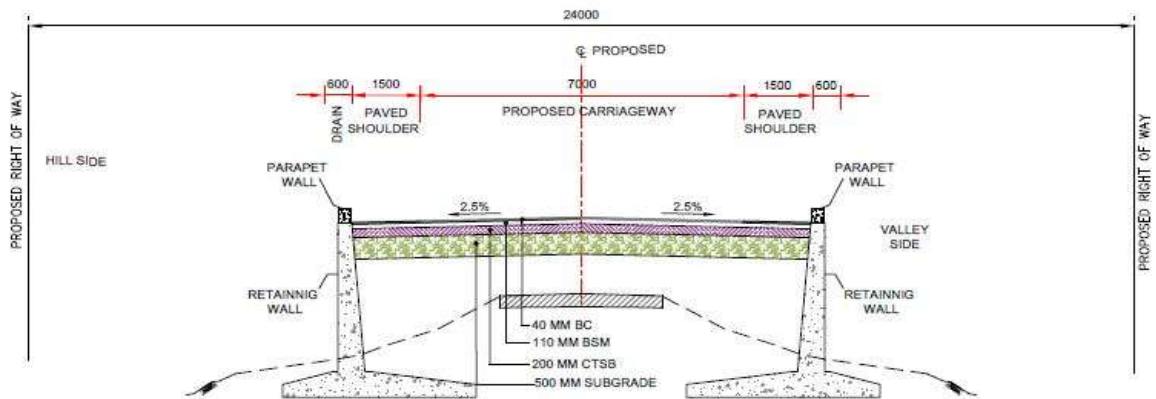 24000
℄ PROPOSED
600
1500
7000
1500
600
DRAIN
PAVED
SHOULDER
PROPOSED CARRIAGEWAY
PAVED
SHOULDER
PROPOSED RIGHT OF WAY
HILL SIDE
PARAPET
WALL
PARAPET
WALL
2.5%
2.5%
VALLEY
SIDE
PROPOSED RIGHT OF WAY
RETAINNIG
WALL
RETAINNIG
WALL
40 MM BC
110 MM BSM
200 MM CTSB
500 MM SUBGRADE